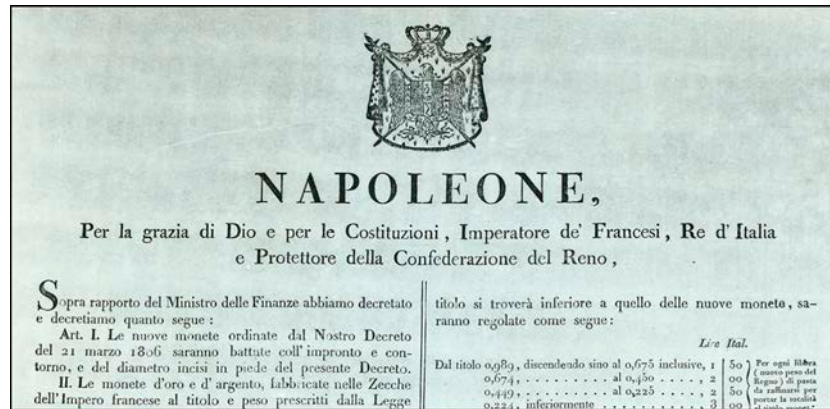 NAPOLEONE,
Per la grazia di Dio e per le Costituzioni, Imperatore de' Francesi, Re d' Italia
e Protettore della Confederazione del Reno,
Sopra rapporto del Ministro delle Finanze abbiamo decretato
e decretiamo quanto segue:
Art. I. Le nuove monete ordinate dal Nostro Decreto
del 21 marzo 1806 saranno battute coll' impronto e con-
torno, e del diametro incisi in piede del presente Decreto.
II. Le monete d'oro e d' argento, fabbricate nelle Zecche
dell'Impero francese al titolo e peso prescritti dalla Legge
titolo si troverà inferiore a quello delle nuove monete, sa-
ranno regolate come segue:
Lire Ital.
Dal titolo 0,989, discendendo sino al 0,675 inclusive, 1 | 50
0,674, . . . . . . . . . al 0,450 . . . . , 2 | 00
0,449, . . . . . . . . . al 0,225 . . . . , 2 | 50
0,224, inferiormente . . . . . . . . . . . 3 | 00
Per ogni libbra
( nuovo peso del
Regno ) di pasta
da raffinarsi per
portar la totalità